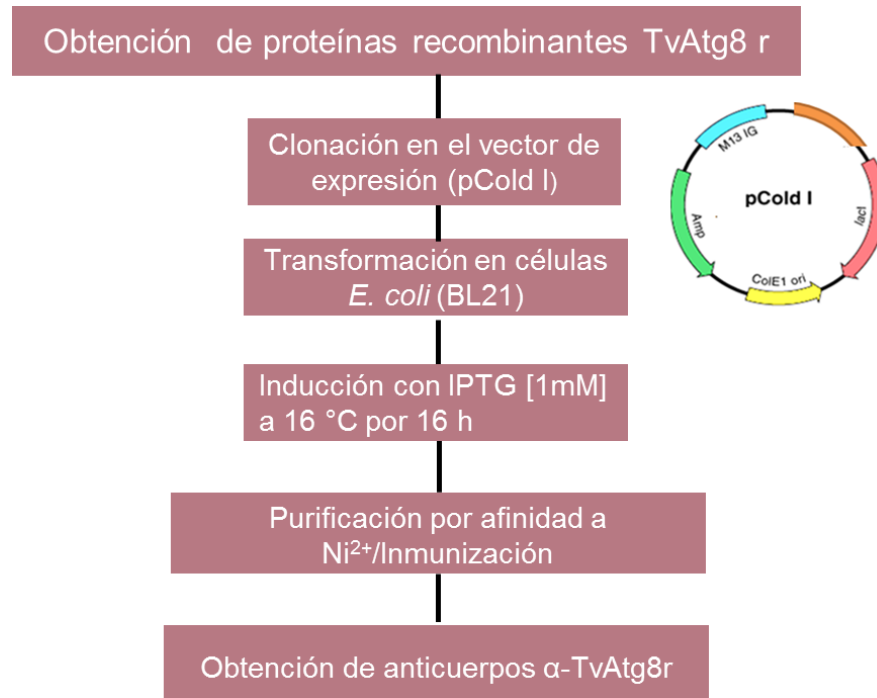 Obtención de proteínas recombinantes TvAtg8 r
Clonación en el vector de
expresión (pCold I)
Transformación en células
E. coli (BL21)
Inducción con IPTG [1mM]
a 16 °C por 16 h
Purificación por afinidad a
Ni²⁺/Inmunización
Obtención de anticuerpos α-TvAtg8r
M13 IG
pCold I
Amp
lacI
ColE1 ori